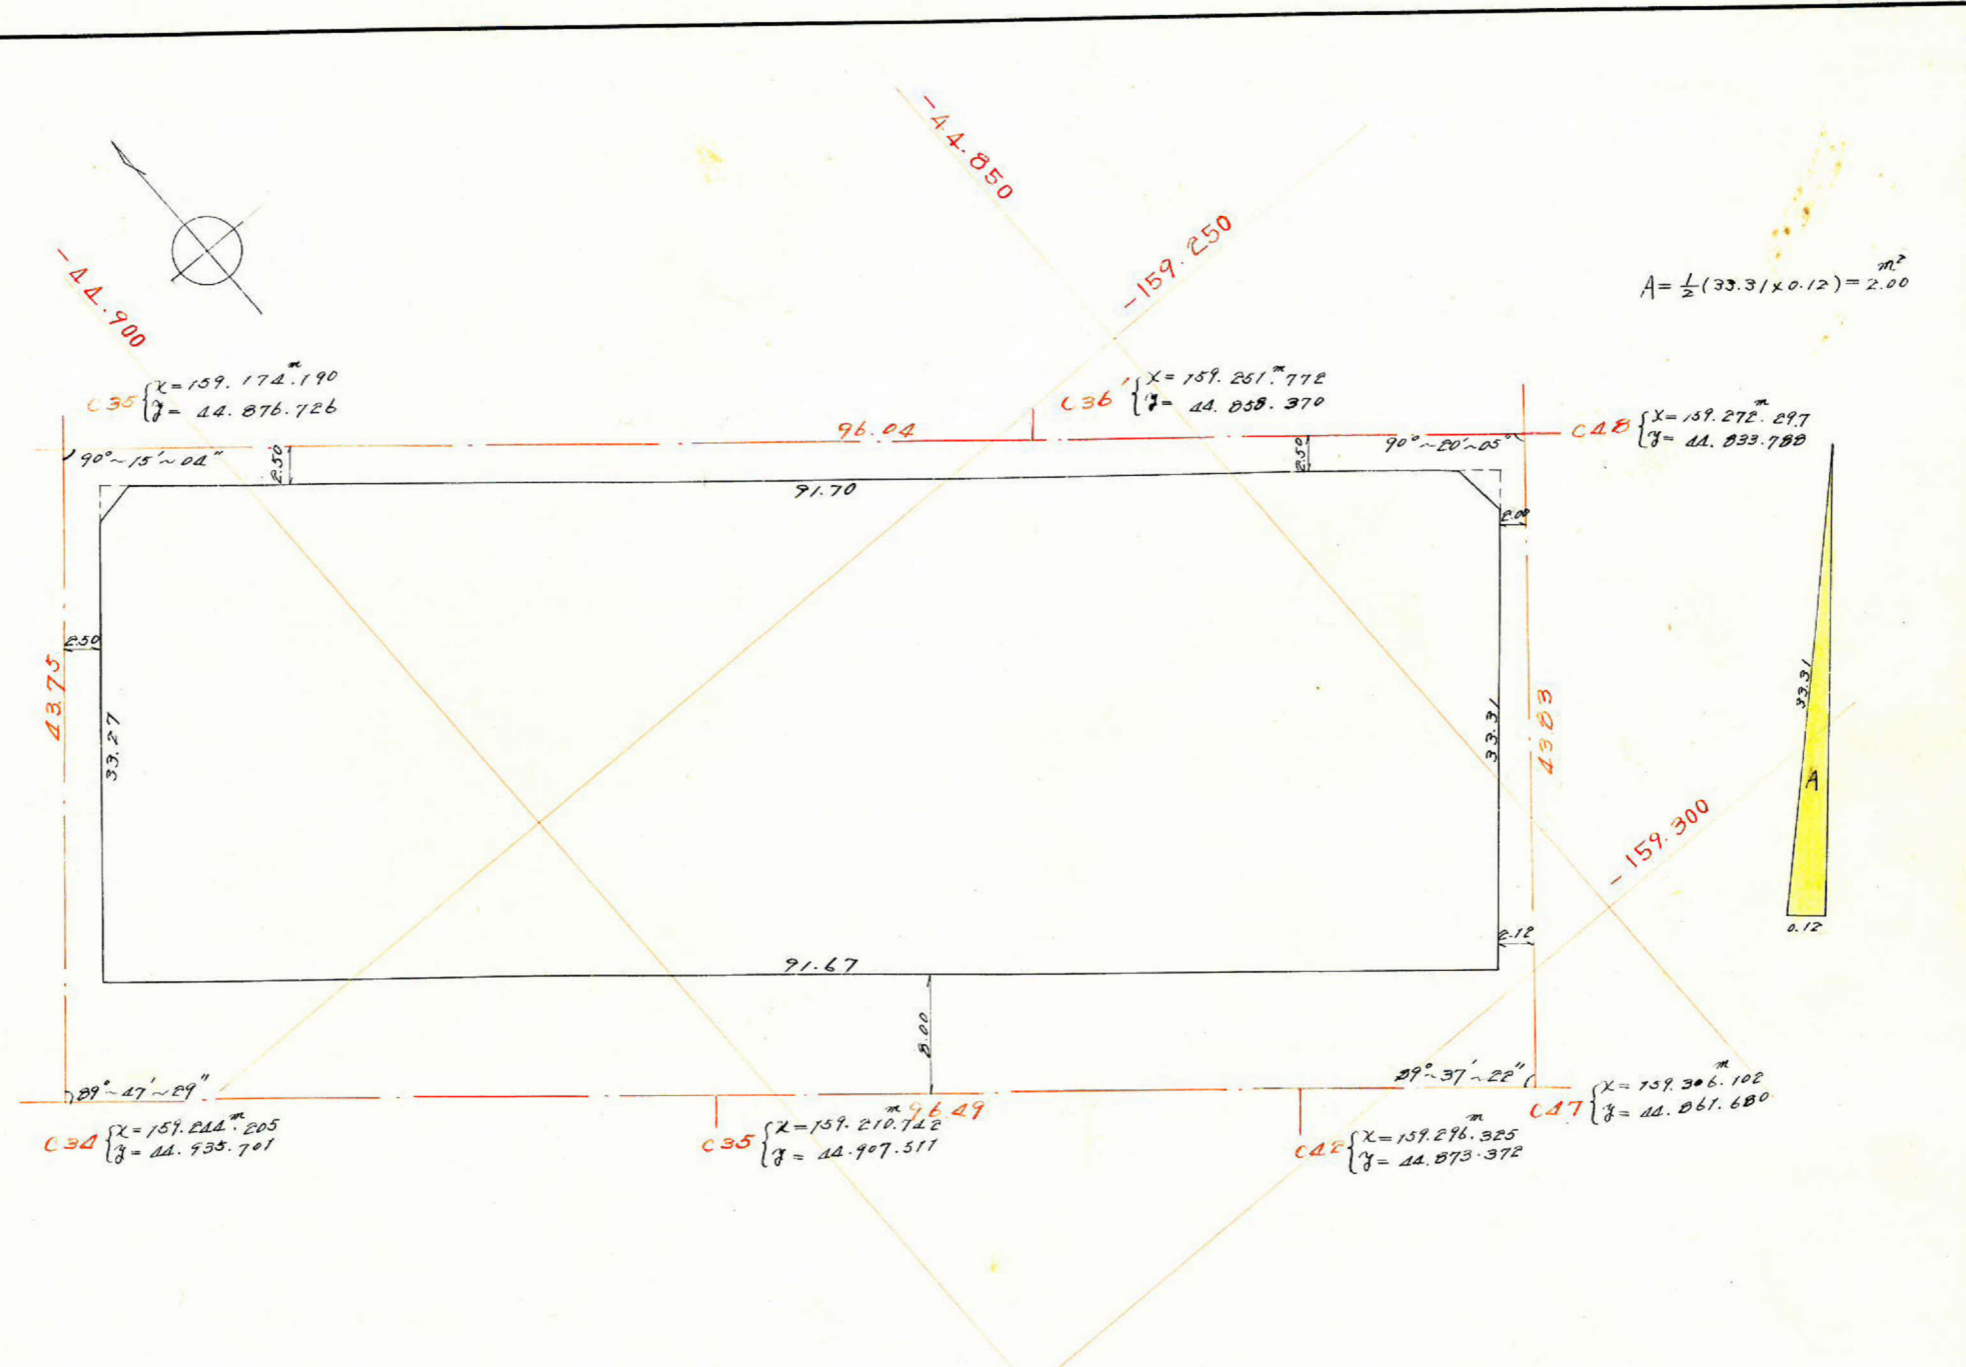 -44.850
-159.250
-44.900
A=½(33.31×0.12)=2.00 m²
C35 { X=159.174.190 m
y= 44.876.726
C36' { X=159.251.772 m
y= 44.858.370
C48 { X=159.272.297 m
y= 44.833.788
96.04
90°~15'~04"
2.50
2.50
90°~20'~05"
91.70
2.00
2.50
43.75
33.27
33.31
43.83
33.31
A
-159.300
0.12
2.12
91.67
8.00
89°~47'~29"
89°~37'~22"
96.49
C34 { X=159.244.205 m
y= 44.935.701
C35 { X=159.210.742 m
y= 44.907.511
C42 { X=159.296.325 m
y= 44.873.372
C47 { X=159.306.102 m
y= 44.861.680